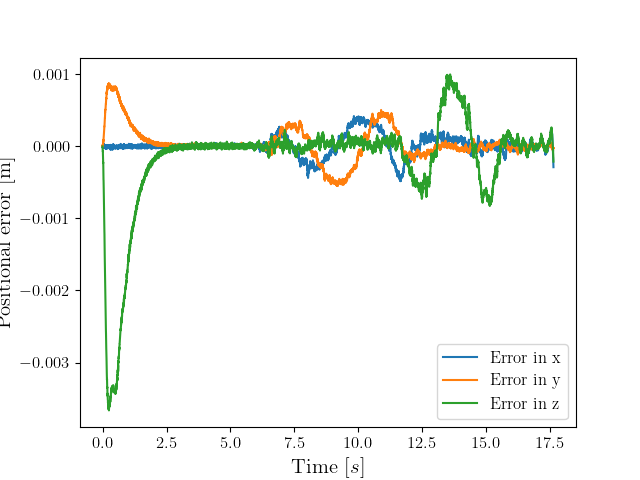 0.001
0.000
−0.001
−0.002
−0.003
Positional error [m]
0.0 2.5 5.0 7.5 10.0 12.5 15.0 17.5
Time [s]
Error in x
Error in y
Error in z